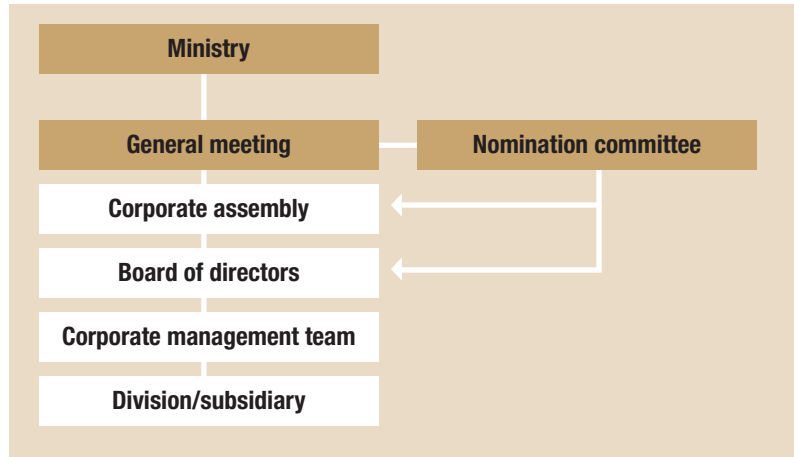 Ministry
General meeting
Nomination committee
Corporate assembly
Board of directors
Corporate management team
Division/subsidiary